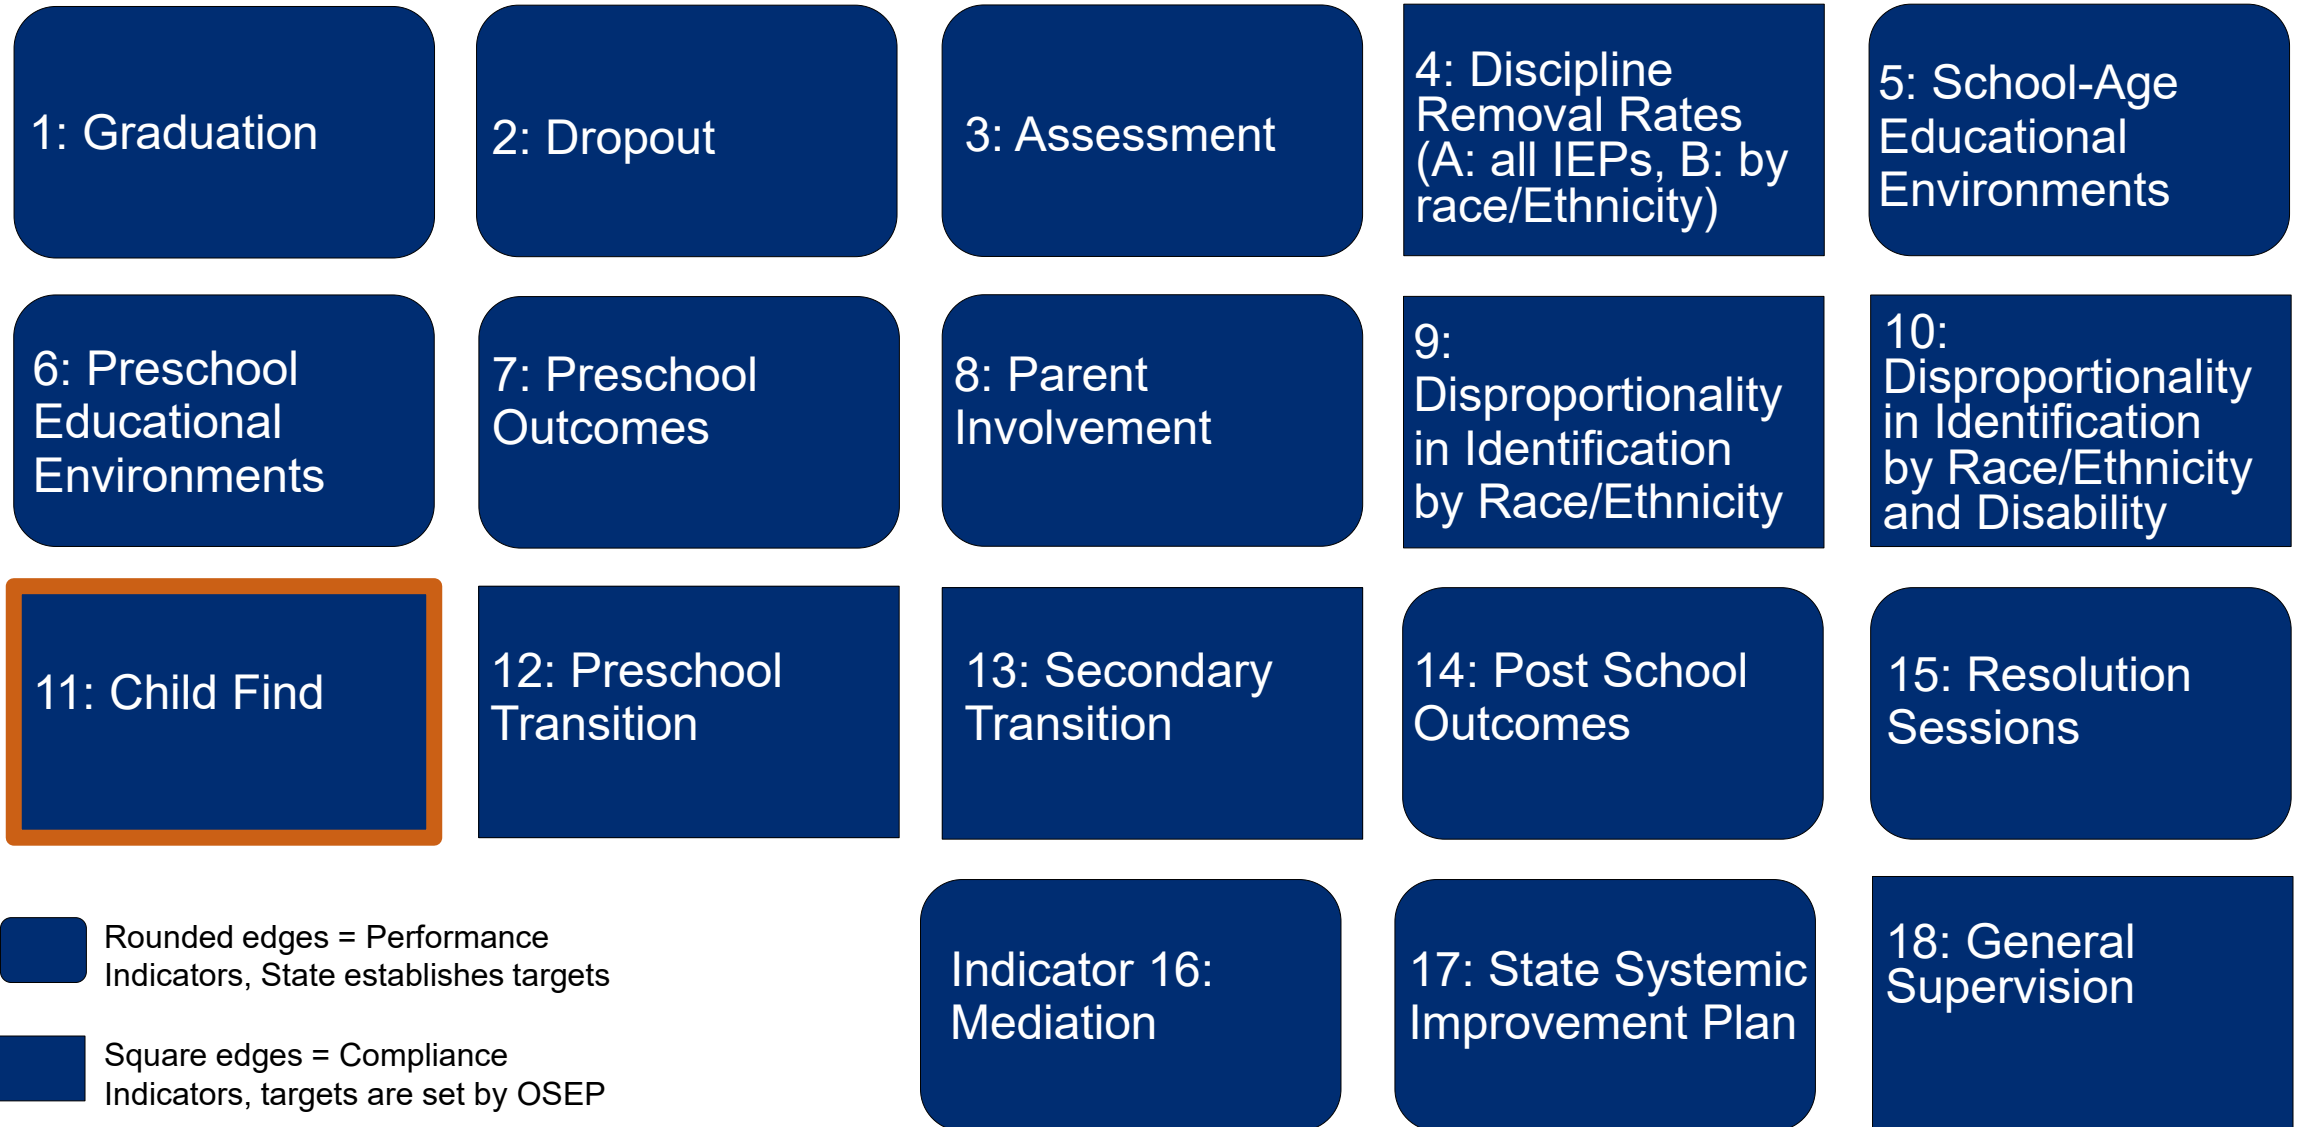 1: Graduation
2: Dropout
3: Assessment
4: Discipline
Removal Rates
(A: all IEPs, B: by
race/Ethnicity)
5: School-Age
Educational
Environments
6: Preschool
Educational
Environments
7: Preschool
Outcomes
8: Parent
Involvement
9:
Disproportionality
in Identification
by Race/Ethnicity
10:
Disproportionality
in Identification
by Race/Ethnicity
and Disability
11: Child Find
12: Preschool
Transition
13: Secondary
Transition
14: Post School
Outcomes
15: Resolution
Sessions
Indicator 16:
Mediation
17: State Systemic
Improvement Plan
18: General
Supervision
Rounded edges = Performance
Indicators, State establishes targets
Square edges = Compliance
Indicators, targets are set by OSEP